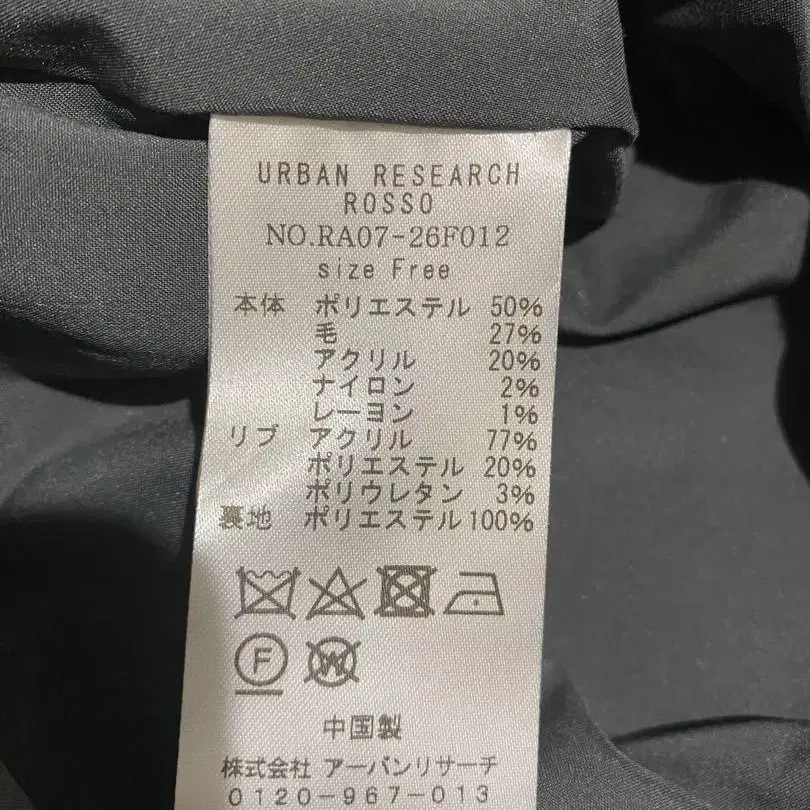 URBAN RESEARCH
ROSSO
NO.RA07-26F012
size Free
本体 ポリエステル 50%
毛 27%
アクリル 20%
ナイロン 2%
レーヨン 1%
リブ アクリル 77%
ポリエステル 20%
ポリウレタン 3%
裏地 ポリエステル 100%
F W
中国製
株式会社 アーバンリサーチ
0120-967-013